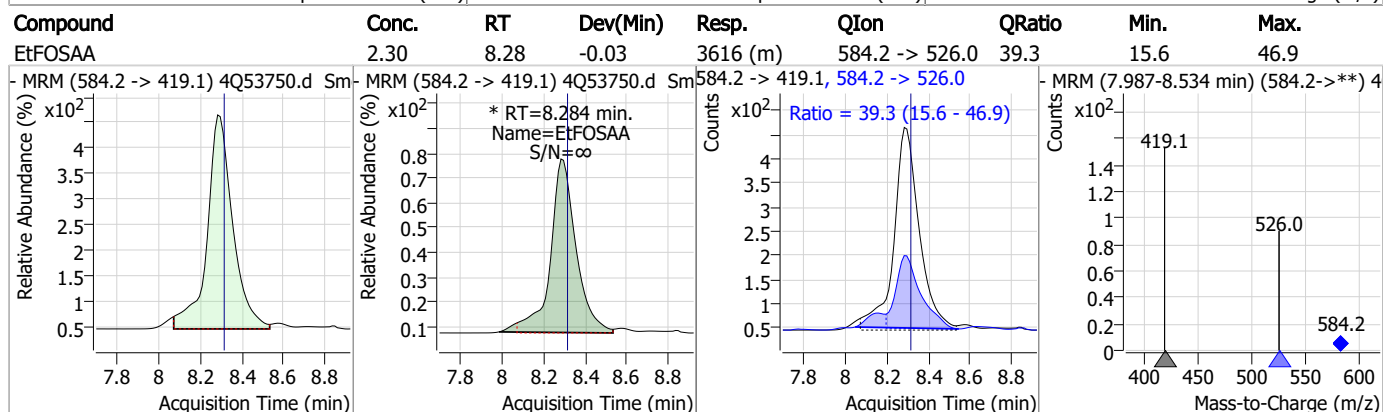 Compound Conc. RT Dev(Min) Resp. QIon QRatio Min. Max.
EtFOSAA 2.30 8.28 -0.03 3616 (m) 584.2 -> 526.0 39.3 15.6 46.9
- MRM (584.2 -> 419.1) 4Q53750.d Sm
x10²
4
3.5
3
2.5
2
1.5
1
0.5
Relative Abundance (%)
7.8 8 8.2 8.4 8.6 8.8
Acquisition Time (min)
- MRM (584.2 -> 419.1) 4Q53750.d Sm
x10²
* RT=8.284 min.
Name=EtFOSAA
S/N=∞
0.8
0.7
0.6
0.5
0.4
0.3
0.2
0.1
Relative Abundance (%)
7.8 8 8.2 8.4 8.6 8.8
Acquisition Time (min)
584.2 -> 419.1, 584.2 -> 526.0
x10²
Ratio = 39.3 (15.6 - 46.9)
4
3.5
3
2.5
2
1.5
1
0.5
Counts
7.8 8 8.2 8.4 8.6 8.8
Acquisition Time (min)
- MRM (7.987-8.534 min) (584.2->**) 4
x10²
419.1
1.4
1.2
1
0.8
0.6
0.4
0.2
0
526.0
584.2
Counts
400 450 500 550 600
Mass-to-Charge (m/z)